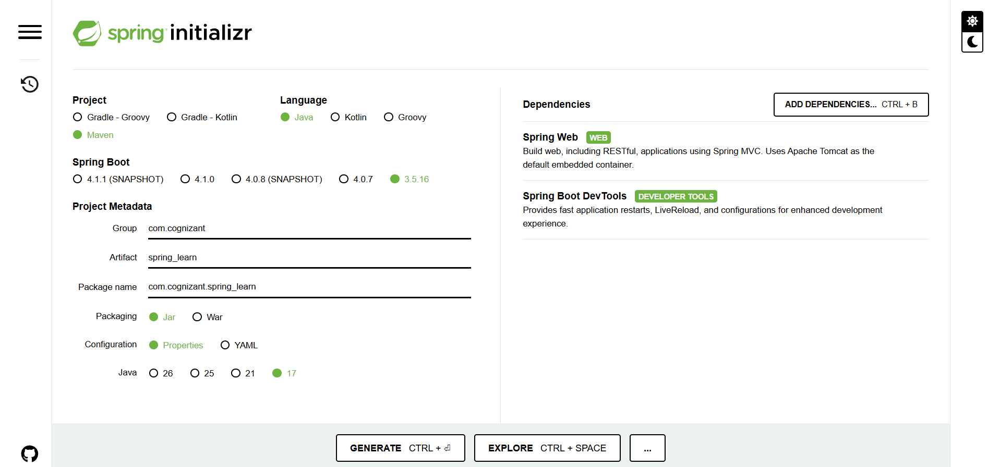 spring initializr
Project
Gradle - Groovy Gradle - Kotlin
Maven
Language
Java Kotlin Groovy
Spring Boot
4.1.1 (SNAPSHOT) 4.1.0 4.0.8 (SNAPSHOT) 4.0.7 3.5.16
Project Metadata
Group com.cognizant
Artifact spring_learn
Package name com.cognizant.spring_learn
Packaging Jar War
Configuration Properties YAML
Java 26 25 21 17
Dependencies ADD DEPENDENCIES... CTRL + B
Spring Web WEB
Build web, including RESTful, applications using Spring MVC. Uses Apache Tomcat as the
default embedded container.
Spring Boot DevTools DEVELOPER TOOLS
Provides fast application restarts, LiveReload, and configurations for enhanced development
experience.
GENERATE CTRL + ⏎ EXPLORE CTRL + SPACE ...